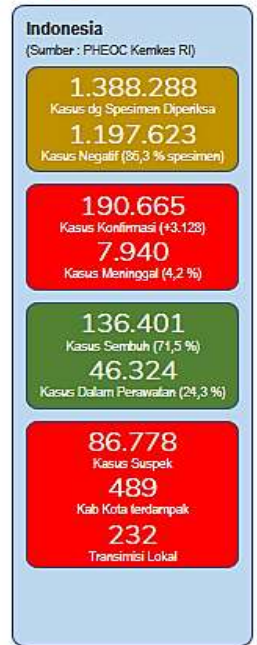 Indonesia
(Sumber : PHEOC Kemkes RI)
1.388.288
Kasus dg Spesimen Diperiksa
1.197.623
Kasus Negatif (86,3 % spesimen)
190.665
Kasus Konfirmasi (+3.128)
7.940
Kasus Meninggal (4,2 %)
136.401
Kasus Sembuh (71,5 %)
46.324
Kasus Dalam Perawatan (24,3 %)
86.778
Kasus Suspek
489
Kab Kota terdampak
232
Transimisi Lokal